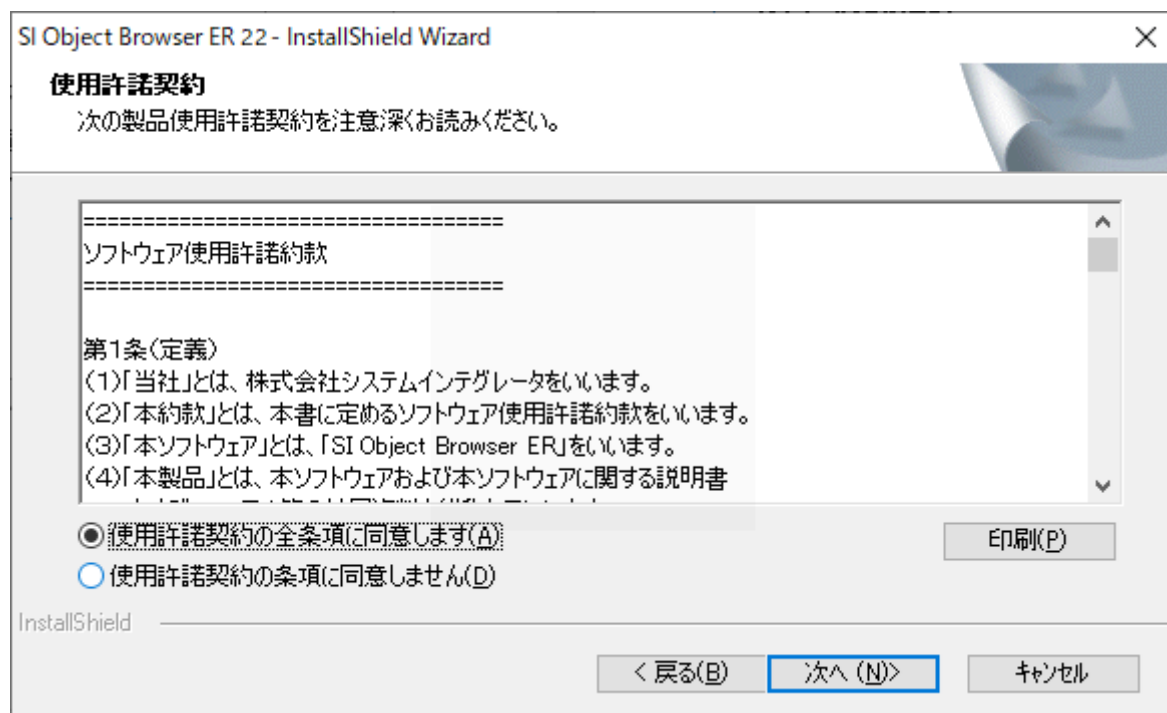 SI Object Browser ER 22 - InstallShield Wizard
使用許諾契約
次の製品使用許諾契約を注意深くお読みください。
===================================
ソフトウェア使用許諾約款
===================================
第1条(定義)
(1)「当社」とは、株式会社システムインテグレータをいいます。
(2)「本約款」とは、本書に定めるソフトウェア使用許諾約款をいいます。
(3)「本ソフトウェア」とは、「SI Object Browser ER」をいいます。
(4)「本製品」とは、本ソフトウェアおよび本ソフトウェアに関する説明書
使用許諾契約の全条項に同意します(A)
印刷(P)
使用許諾契約の条項に同意しません(D)
InstallShield
< 戻る(B)
次へ (N)>
キャンセル